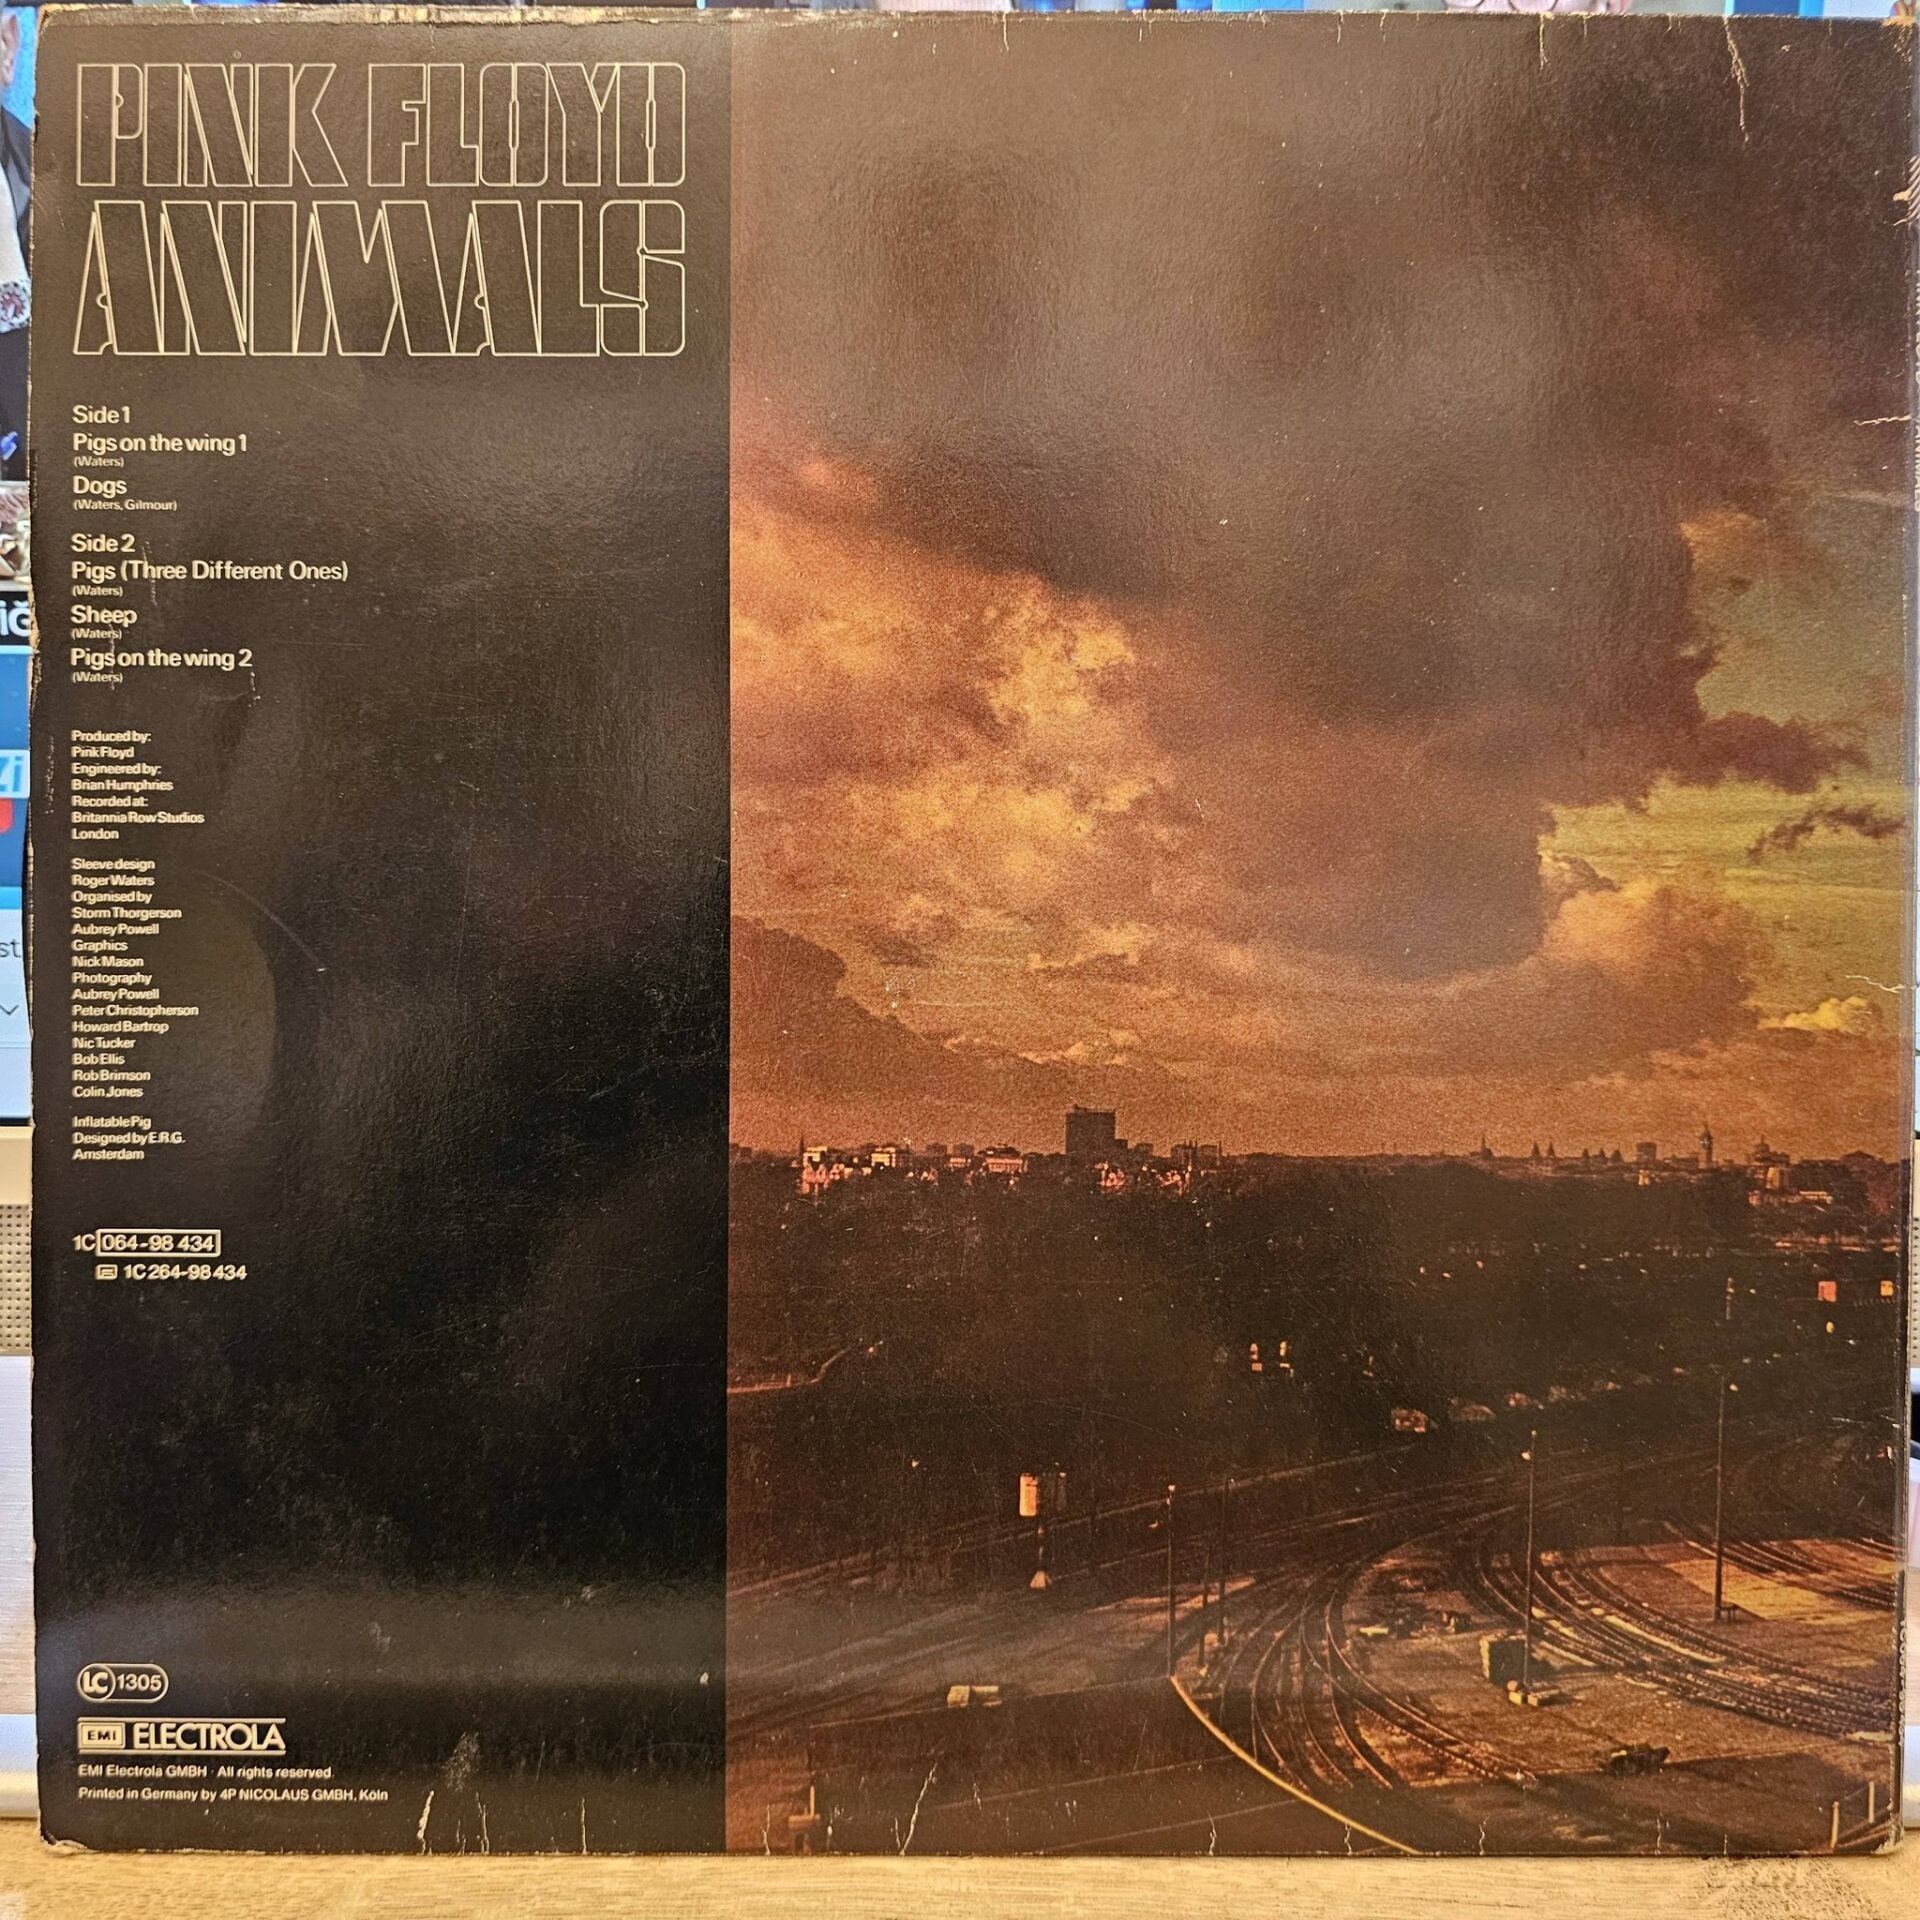 PINK FLOYD
ANIMALS
Side 1
Pigs on the wing 1
(Waters)
Dogs
(Waters, Gilmour)
Side 2
Pigs (Three Different Ones)
(Waters)
Sheep
(Waters)
Pigs on the wing 2
(Waters)
Produced by:
Pink Floyd
Engineered by:
Brian Humphries
Recorded at:
Britannia Row Studios
London
Sleeve design
Roger Waters
Organised by
Storm Thorgerson
Aubrey Powell
Graphics
Nick Mason
Photography
Aubrey Powell
Peter Christopherson
Howard Bartrop
Nic Tucker
Bob Ellis
Rob Brimson
Colin Jones
Inflatable Pig
Designed by E.R.G.
Amsterdam
1C 064-98 434
1C 264-98 434
LC 1305
EMI ELECTROLA
EMI Electrola GMBH · All rights reserved.
Printed in Germany by 4P NICOLAUS GMBH, Köln